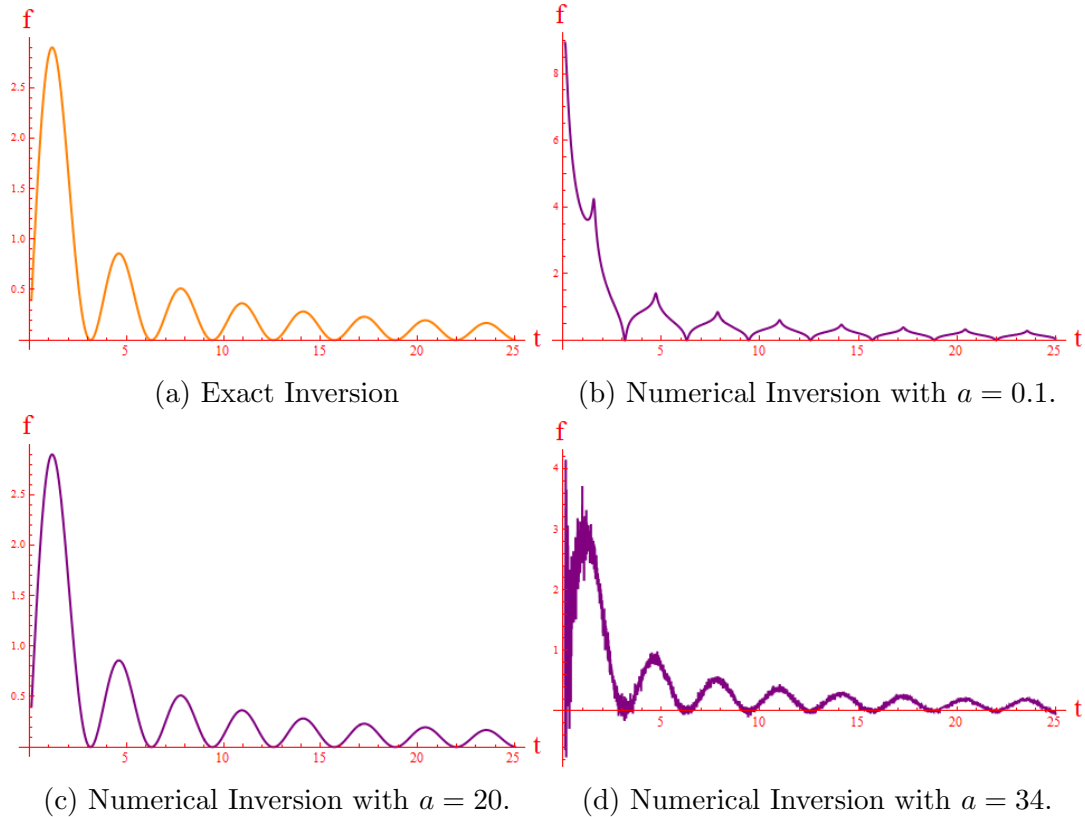 f
2.5
2.0
1.5
1.0
0.5
5 10 15 20 25 t
(a) Exact Inversion
f
8
6
4
2
5 10 15 20 25 t
(b) Numerical Inversion with a = 0.1.
f
2.5
2.0
1.5
1.0
0.5
5 10 15 20 25 t
(c) Numerical Inversion with a = 20.
f
4
3
2
1
5 10 15 20 25 t
(d) Numerical Inversion with a = 34.